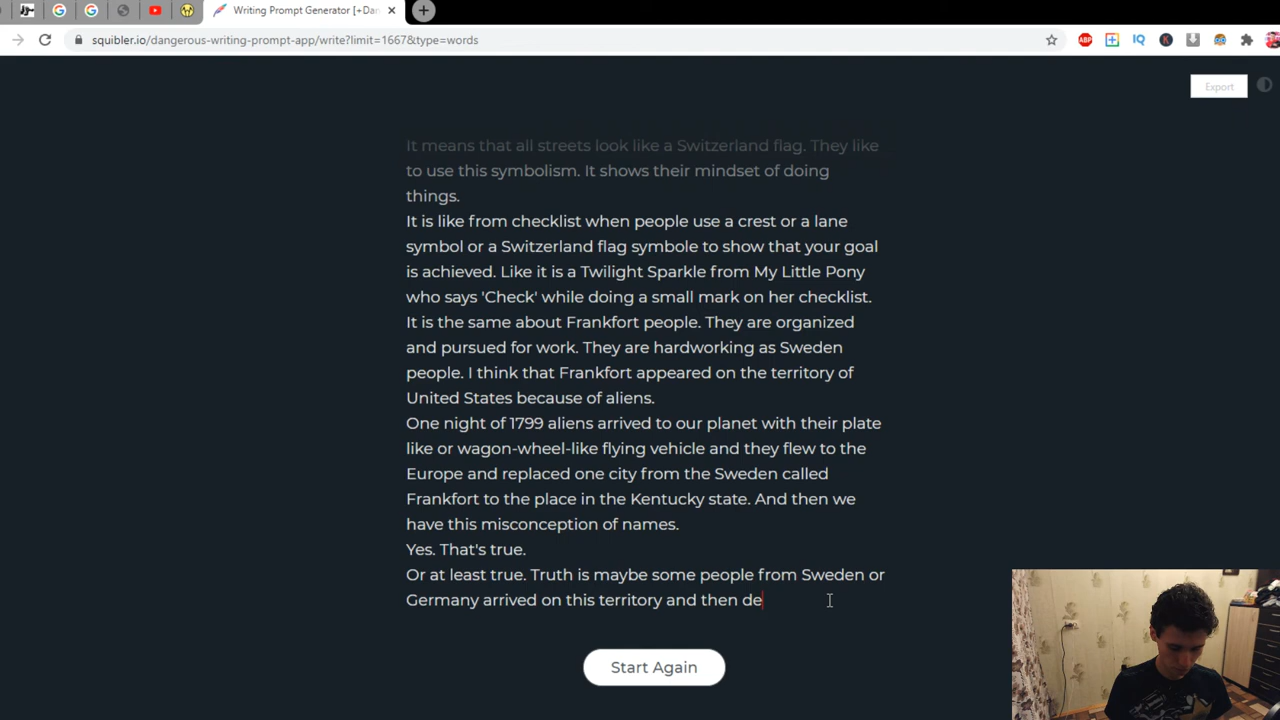 Writing Prompt Generator [+Dan
squibler.io/dangerous-writing-prompt-app/write?limit=1667&type=words
ABP
IQ
K
Export
It means that all streets look like a Switzerland flag. They like
to use this symbolism. It shows their mindset of doing
things.
It is like from checklist when people use a crest or a lane
symbol or a Switzerland flag symbole to show that your goal
is achieved. Like it is a Twilight Sparkle from My Little Pony
who says 'Check' while doing a small mark on her checklist.
It is the same about Frankfort people. They are organized
and pursued for work. They are hardworking as Sweden
people. I think that Frankfort appeared on the territory of
United States because of aliens.
One night of 1799 aliens arrived to our planet with their plate
like or wagon-wheel-like flying vehicle and they flew to the
Europe and replaced one city from the Sweden called
Frankfort to the place in the Kentucky state. And then we
have this misconception of names.
Yes. That's true.
Or at least true. Truth is maybe some people from Sweden or
Germany arrived on this territory and then de
Start Again